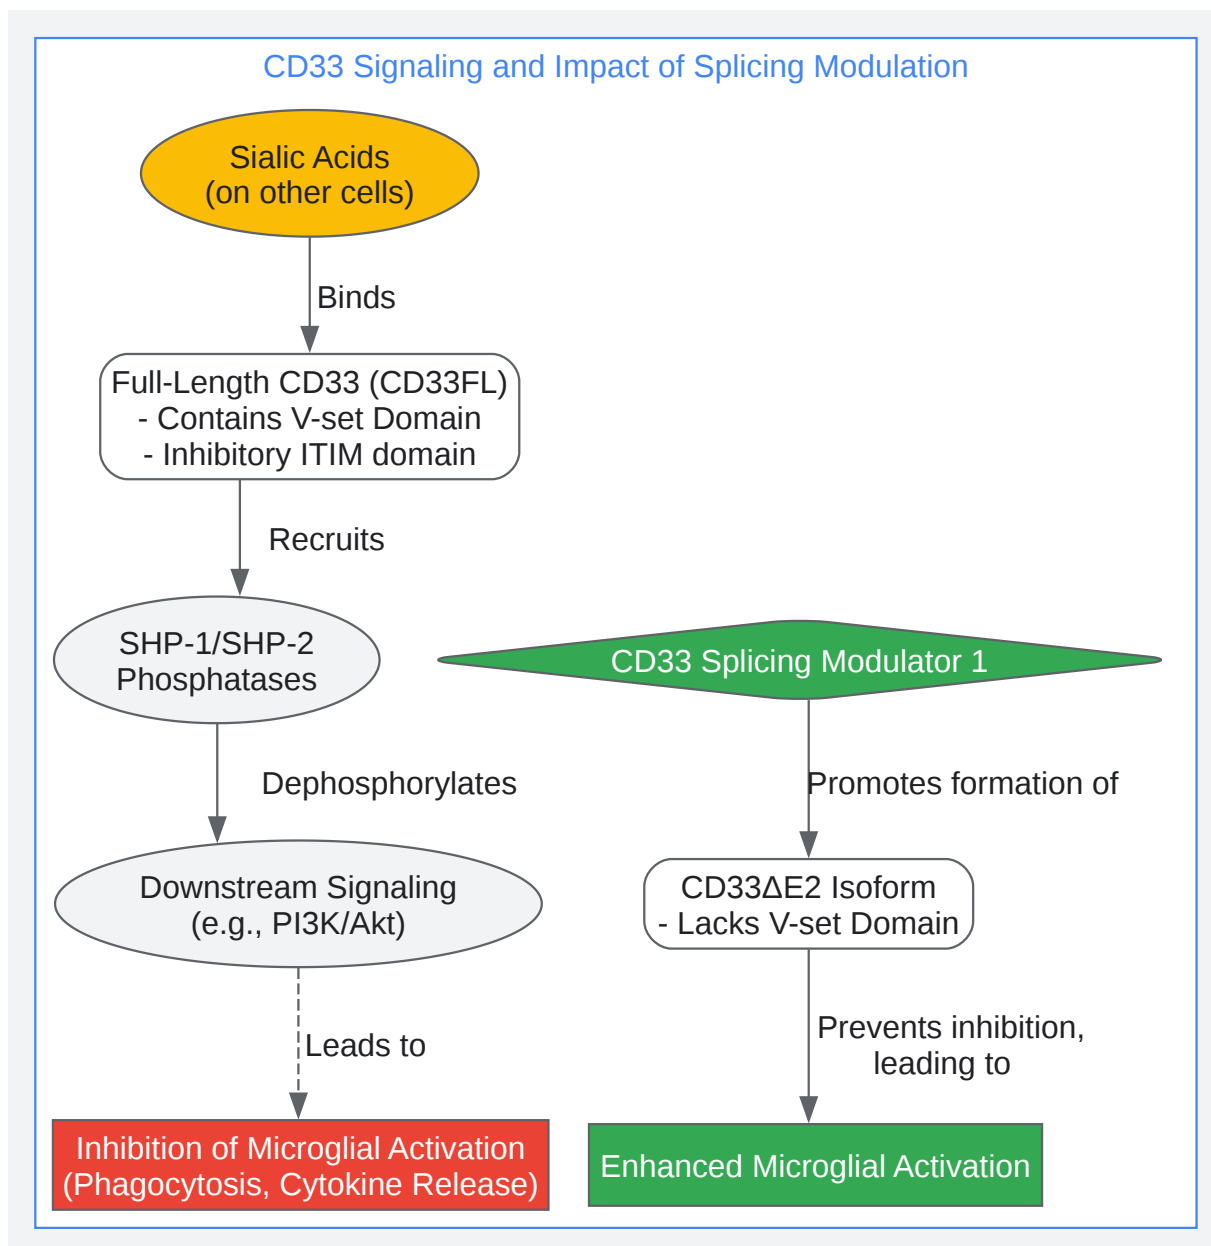 CD33 Signaling and Impact of Splicing Modulation
Sialic Acids
(on other cells)
Binds
Full-Length CD33 (CD33FL)
- Contains V-set Domain
- Inhibitory ITIM domain
Recruits
SHP-1/SHP-2
Phosphatases
Dephosphorylates
Downstream Signaling
(e.g., PI3K/Akt)
Leads to
Inhibition of Microglial Activation
(Phagocytosis, Cytokine Release)
CD33 Splicing Modulator 1
Promotes formation of
CD33ΔE2 Isoform
- Lacks V-set Domain
Prevents inhibition,
leading to
Enhanced Microglial Activation